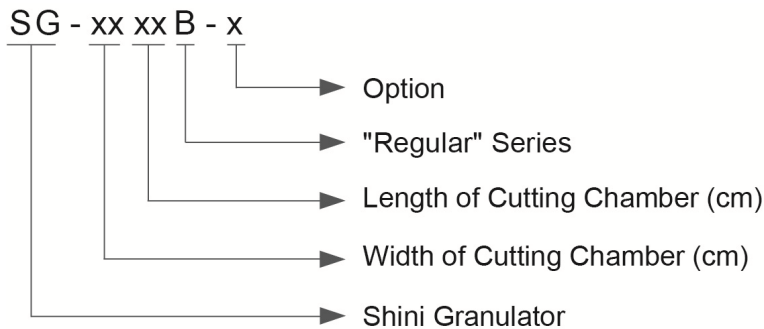 SG - xx xx B - x
Option
"Regular" Series
Length of Cutting Chamber (cm)
Width of Cutting Chamber (cm)
Shini Granulator